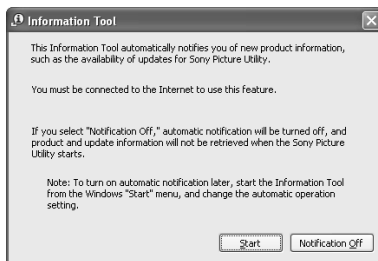 Information Tool
This Information Tool automatically notifies you of new product information,
such as the availability of updates for Sony Picture Utility.
You must be connected to the Internet to use this feature.
If you select "Notification Off," automatic notification will be turned off, and
product and update information will not be retrieved when the Sony Picture
Utility starts.
Note: To turn on automatic notification later, start the Information Tool
from the Windows "Start" menu, and change the automatic operation
setting.
Start Notification Off